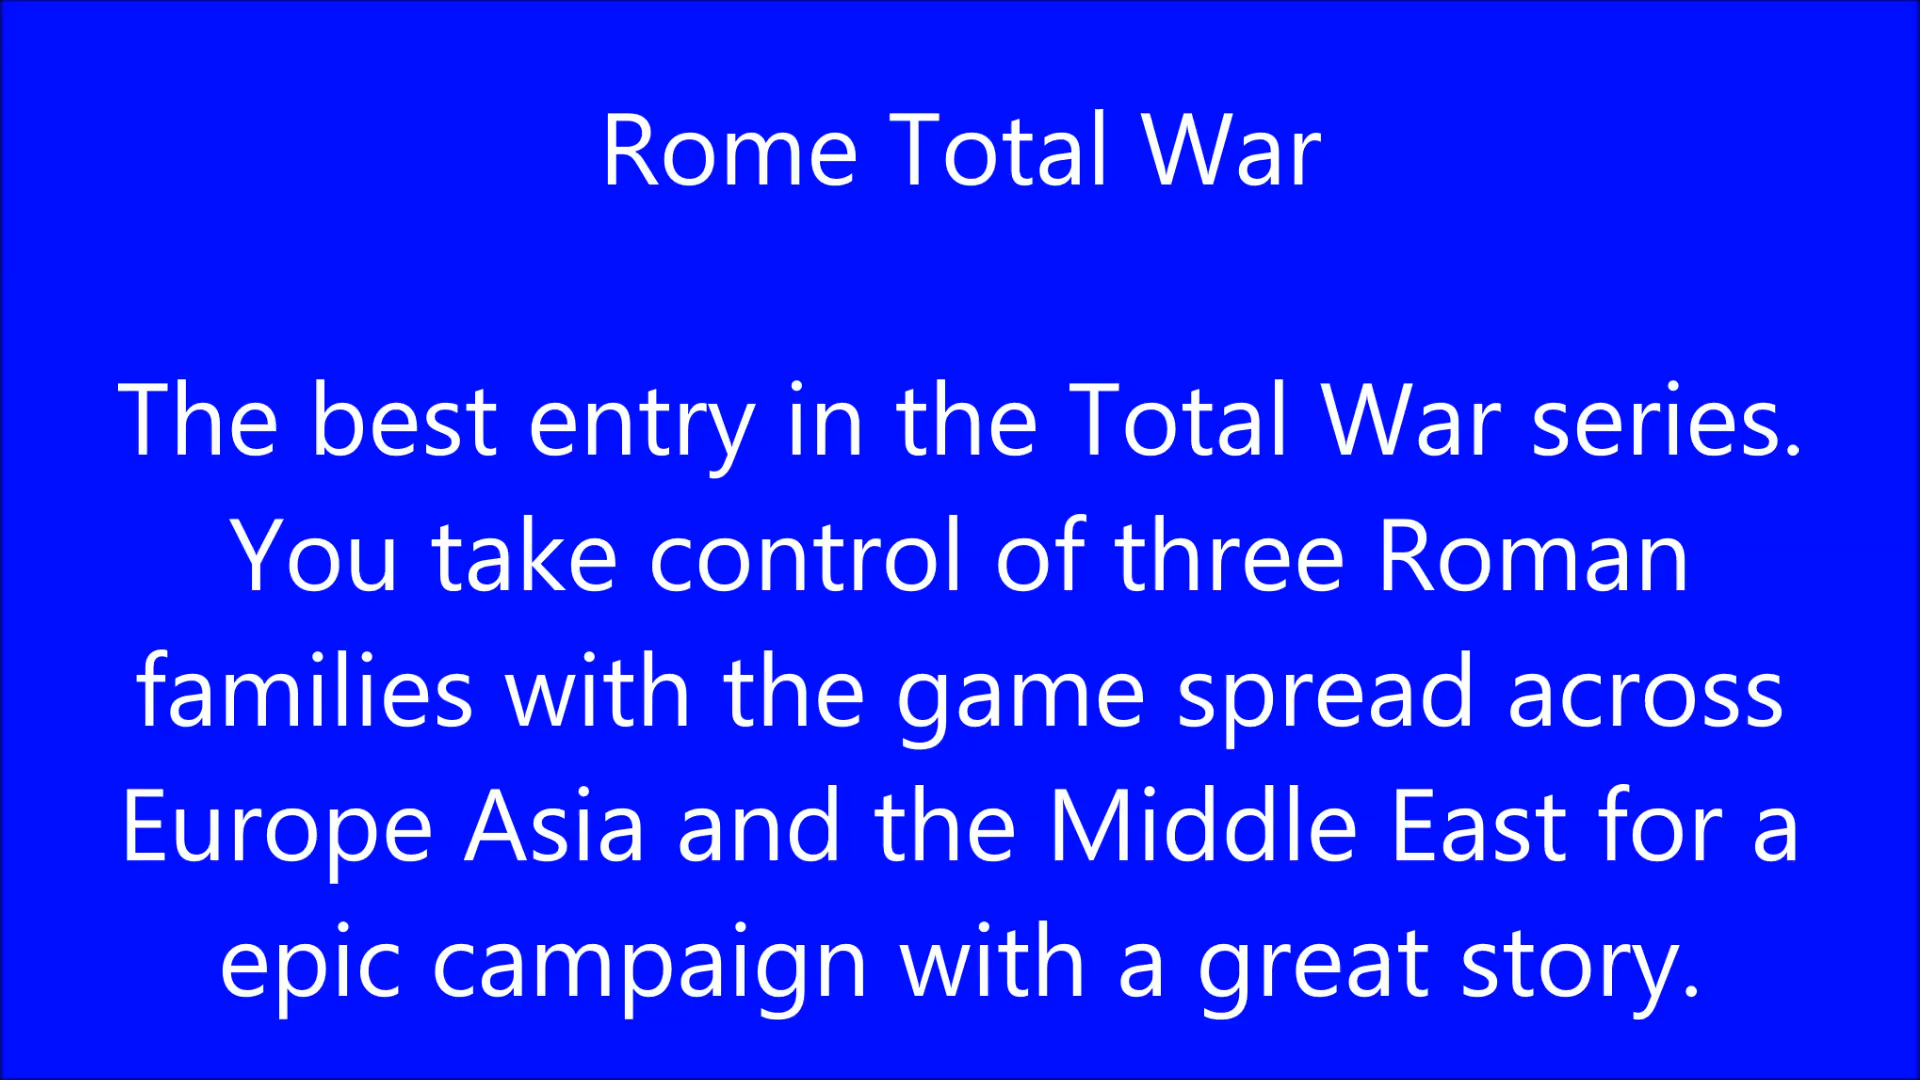 Rome Total War
The best entry in the Total War series.
You take control of three Roman
families with the game spread across
Europe Asia and the Middle East for a
epic campaign with a great story.